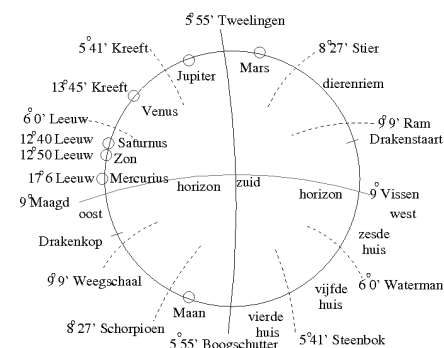 5°55' Tweelingen
5°41' Kreeft
8°27' Stier
Jupiter
Mars
13°45' Kreeft
dierenriem
Venus
6°0' Leeuw
9°9' Ram
12°40 Leeuw
Saturnus
Drakenstaart
12°50 Leeuw
Zon
17°6 Leeuw
Mercurius
horizon
zuid
horizon
9° Vissen
9° Maagd
oost
west
Drakenkop
zesde
huis
9°9' Weegschaal
vijfde
huis
6°0' Waterman
Maan
vierde
huis
8°27' Schorpioen
5°55' Boogschutter
5°41' Steenbok